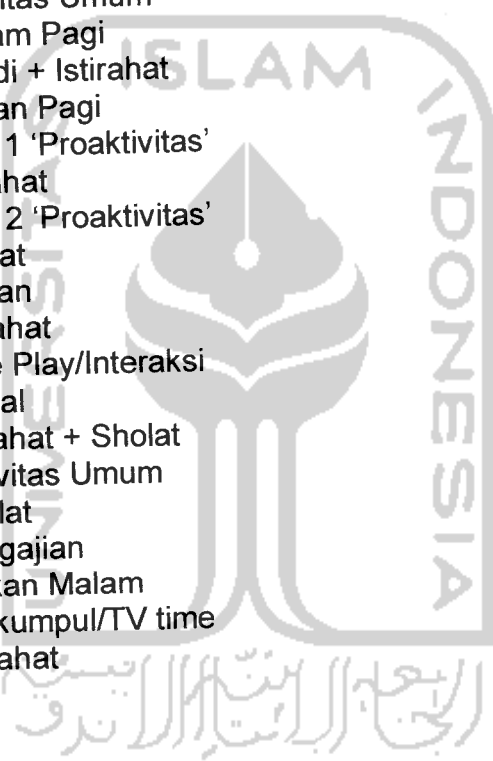 itas Umum
am Pagi
di + Istirahat
an Pagi
1 ‘Proaktivitas’
hat
2 ‘Proaktivitas’
at
an
ahat
e Play/Interaksi
al
ahat + Sholat
vitas Umum
lat
gajian
kan Malam
kumpul/TV time
ahat
ISLAM
INDONESIA